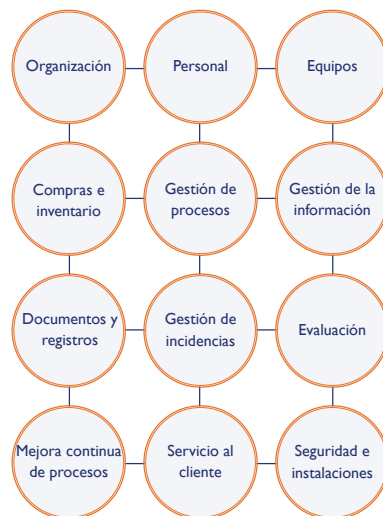 Organización
Personal
Equipos
Compras e
inventario
Gestión de
procesos
Gestión de la
información
Documentos y
registros
Gestión de
incidencias
Evaluación
Mejora continua
de procesos
Servicio al
cliente
Seguridad e
instalaciones